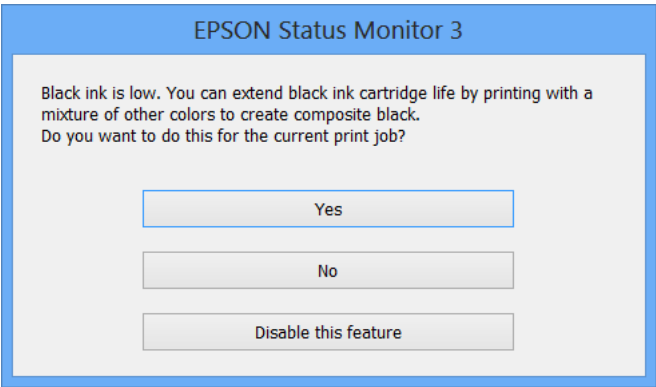 EPSON Status Monitor 3
Black ink is low. You can extend black ink cartridge life by printing with a
mixture of other colors to create composite black.
Do you want to do this for the current print job?
Yes
No
Disable this feature